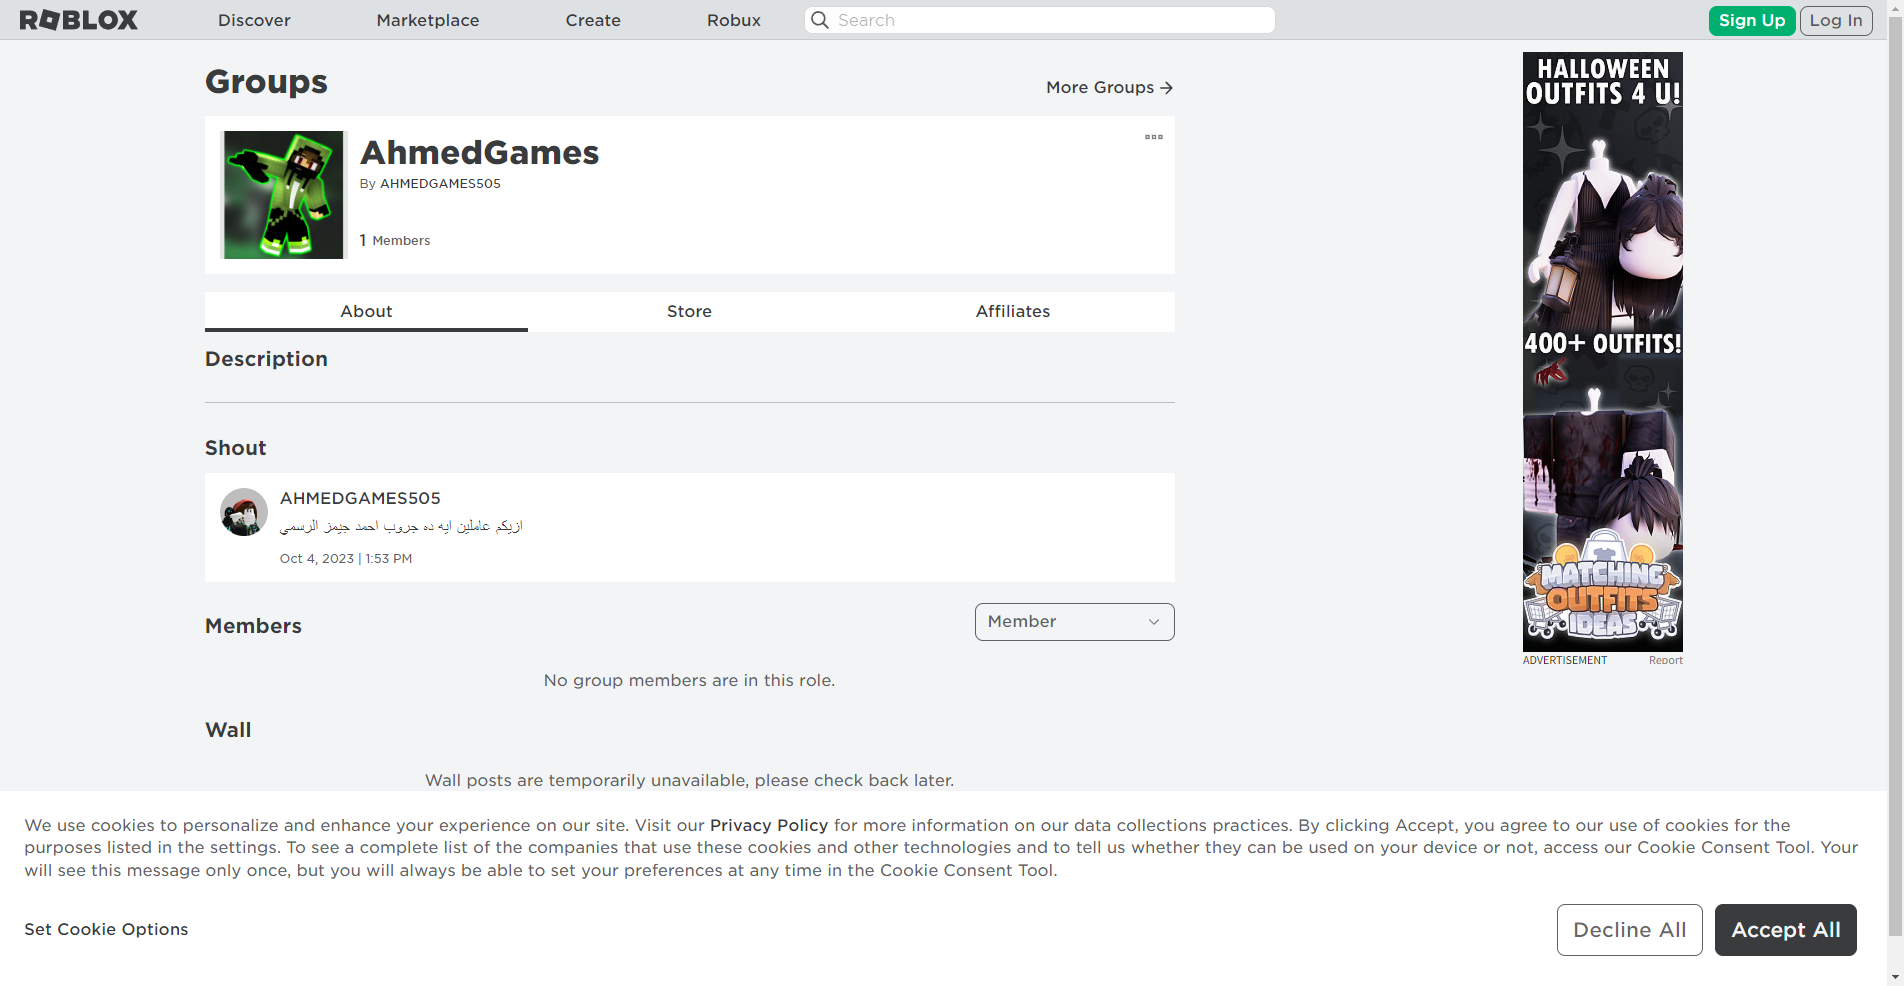 ROBLOX
Discover
Marketplace
Create
Robux
Search
Sign Up
Log In
Groups
More Groups
AhmedGames
By AHMEDGAMES505
1 Members
About
Store
Affiliates
Description
Shout
AHMEDGAMES505
ازيكم عاملين ايه ده جروب احمد جيمز الرسمي
Oct 4, 2023 | 1:53 PM
Members
Member
No group members are in this role.
Wall
Wall posts are temporarily unavailable, please check back later.
HALLOWEEN
OUTFITS 4 U!
400+ OUTFITS!
MATCHING
OUTFITS
IDEAS
ADVERTISEMENT
Report
We use cookies to personalize and enhance your experience on our site. Visit our Privacy Policy for more information on our data collections practices. By clicking Accept, you agree to our use of cookies for the
purposes listed in the settings. To see a complete list of the companies that use these cookies and other technologies and to tell us whether they can be used on your device or not, access our Cookie Consent Tool. Your
will see this message only once, but you will always be able to set your preferences at any time in the Cookie Consent Tool.
Set Cookie Options
Decline All
Accept All